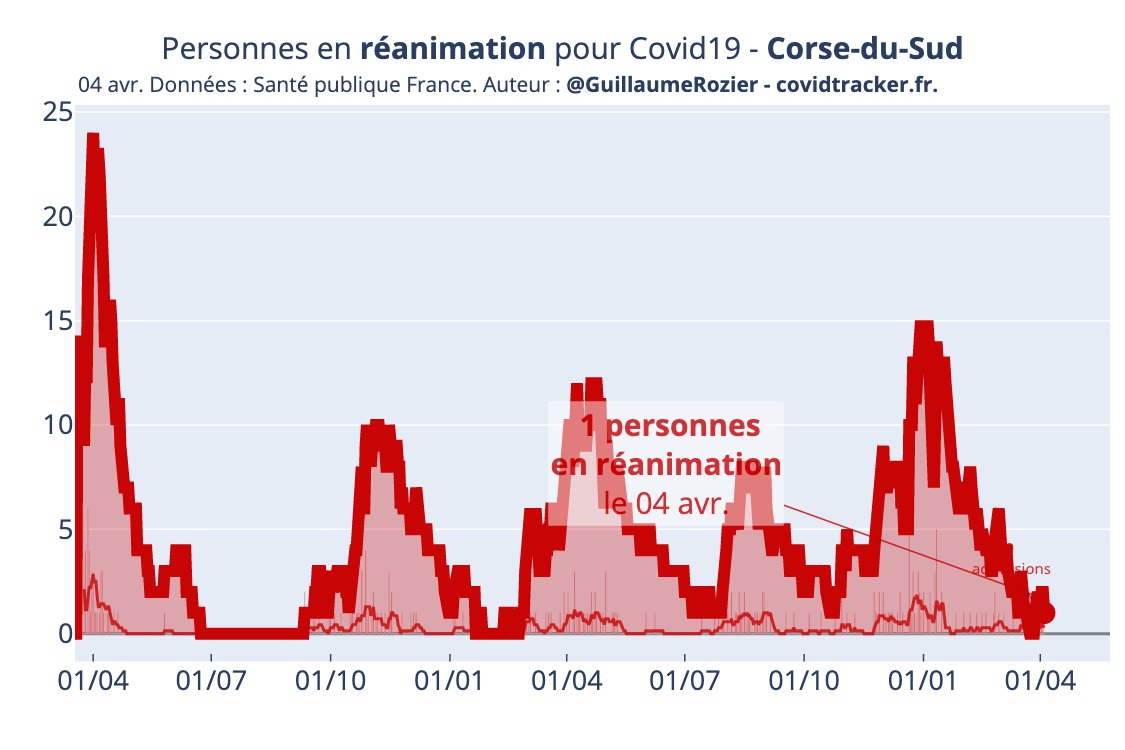 Personnes en réanimation pour Covid19 - Corse-du-Sud
04 avr. Données : Santé publique France. Auteur : @GuillaumeRozier - covidtracker.fr.
25
20
15
10
5
0
1 personnes
en réanimation
le 04 avr.
01/04 01/07 01/10 01/01 01/04 01/07 01/10 01/01 01/04